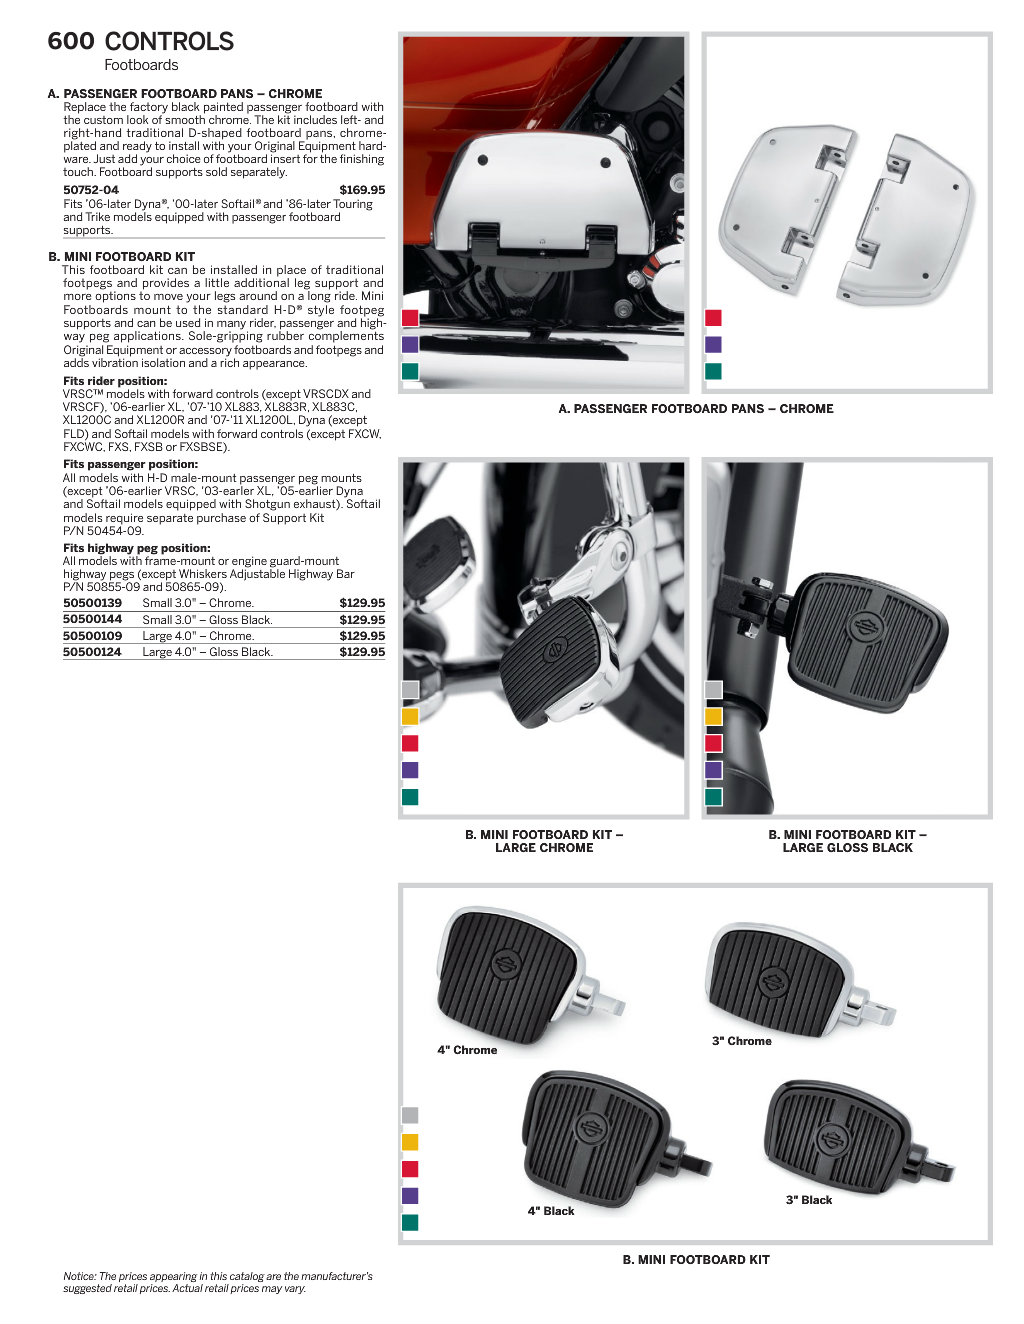 600 CONTROLS
Footboards
A. PASSENGER FOOTBOARD PANS – CHROME
Replace the factory black painted passenger footboard with
the custom look of smooth chrome. The kit includes left- and
right-hand traditional D-shaped footboard pans, chrome-
plated and ready to install with your Original Equipment hard-
ware. Just add your choice of footboard insert for the finishing
touch. Footboard supports sold separately.
50752-04 $169.95
Fits ’06-later Dyna®, ‘00-later Softail® and ’86-later Touring
and Trike models equipped with passenger footboard
supports.
B. MINI FOOTBOARD KIT
This footboard kit can be installed in place of traditional
footpegs and provides a little additional leg support and
more options to move your legs around on a long ride. Mini
Footboards mount to the standard H-D® style footpeg
supports and can be used in many rider, passenger and high-
way peg applications. Sole-gripping rubber complements
Original Equipment or accessory footboards and footpegs and
adds vibration isolation and a rich appearance.
Fits rider position:
VRSC™ models with forward controls (except VRSCDX and
VRSCF), ’06-earlier XL, ’07-’10 XL883, XL883R, XL883C,
XL1200C and XL1200R and ’07-’11 XL1200L, Dyna (except
FLD) and Softail models with forward controls (except FXCW,
FXCWC, FXS, FXSB or FXSBSE).
Fits passenger position:
All models with H-D male-mount passenger peg mounts
(except ’06-earlier VRSC, ’03-earler XL, ’05-earlier Dyna
and Softail models equipped with Shotgun exhaust). Softail
models require separate purchase of Support Kit
P/N 50454-09.
Fits highway peg position:
All models with frame-mount or engine guard-mount
highway pegs (except Whiskers Adjustable Highway Bar
P/N 50855-09 and 50865-09).
50500139 Small 3.0" – Chrome. $129.95
50500144 Small 3.0" – Gloss Black. $129.95
50500109 Large 4.0" – Chrome. $129.95
50500124 Large 4.0" – Gloss Black. $129.95
A. PASSENGER FOOTBOARD PANS – CHROME
B. MINI FOOTBOARD KIT –
LARGE CHROME
B. MINI FOOTBOARD KIT –
LARGE GLOSS BLACK
4" Chrome
3" Chrome
4" Black
3" Black
B. MINI FOOTBOARD KIT
Notice: The prices appearing in this catalog are the manufacturer’s
suggested retail prices. Actual retail prices may vary.